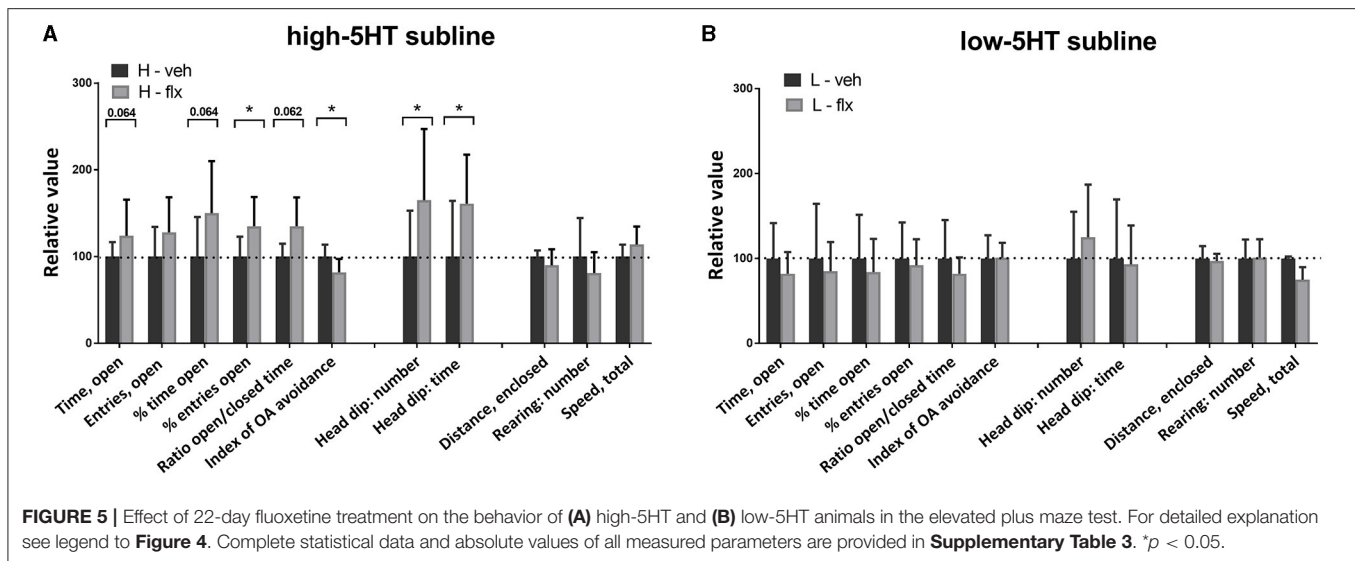 A
high-5HT subline
H - veh
H - flx
Relative value
300
200
100
0
0.064
0.064
*
0.062
*
*
*
Time, open
Entries, open
% time open
% entries open
Ratio open/closed time
Index of OA avoidance
Head dip: number
Head dip: time
Distance, enclosed
Rearing: number
Speed, total
B
low-5HT subline
L - veh
L - flx
Relative value
300
200
100
0
Time, open
Entries, open
% time open
% entries open
Ratio open/closed time
Index of OA avoidance
Head dip: number
Head dip: time
Distance, enclosed
Rearing: number
Speed, total
FIGURE 5 | Effect of 22-day fluoxetine treatment on the behavior of (A) high-5HT and (B) low-5HT animals in the elevated plus maze test. For detailed explanation
see legend to Figure 4. Complete statistical data and absolute values of all measured parameters are provided in Supplementary Table 3. *p < 0.05.